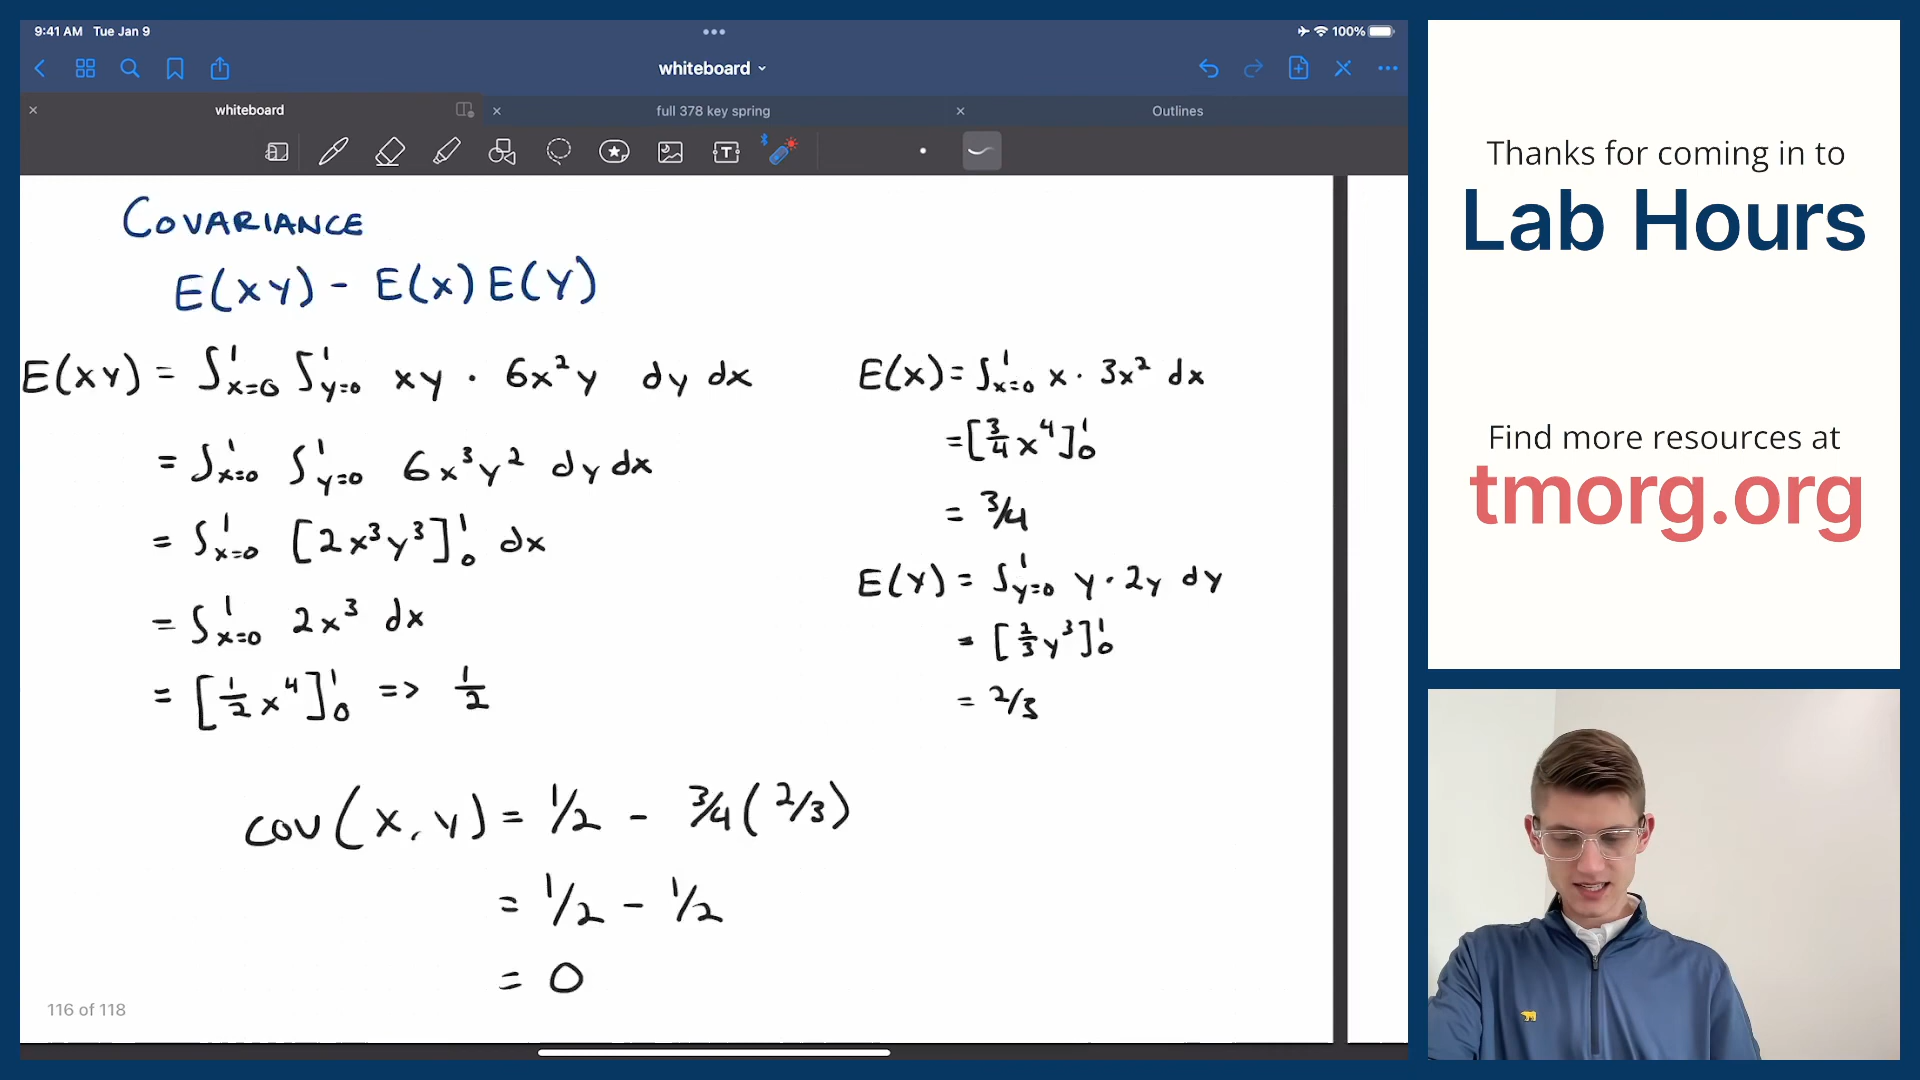 9:41 AM Tue Jan 9
100%
whiteboard
whiteboard
full 378 key spring
Outlines
COVARIANCE
E(XY) - E(X)E(Y)
E(XY) = ∫¹ₓ₌₀ ∫¹ᵧ₌₀ xy · 6x²y dy dx
= ∫¹ₓ₌₀ ∫¹ᵧ₌₀ 6x³y² dy dx
= ∫¹ₓ₌₀ [2x³y³]¹₀ dx
= ∫¹ₓ₌₀ 2x³ dx
= [½x⁴]¹₀ => ½
E(X) = ∫¹ₓ₌₀ x · 3x² dx
= [¾x⁴]¹₀
= 3/4
E(Y) = ∫¹ᵧ₌₀ y · 2y dy
= [⅔y³]¹₀
= 2/3
COV(X,Y) = 1/2 - 3/4(2/3)
= 1/2 - 1/2
= 0
116 of 118
Thanks for coming in to
Lab Hours
Find more resources at
tmorg.org